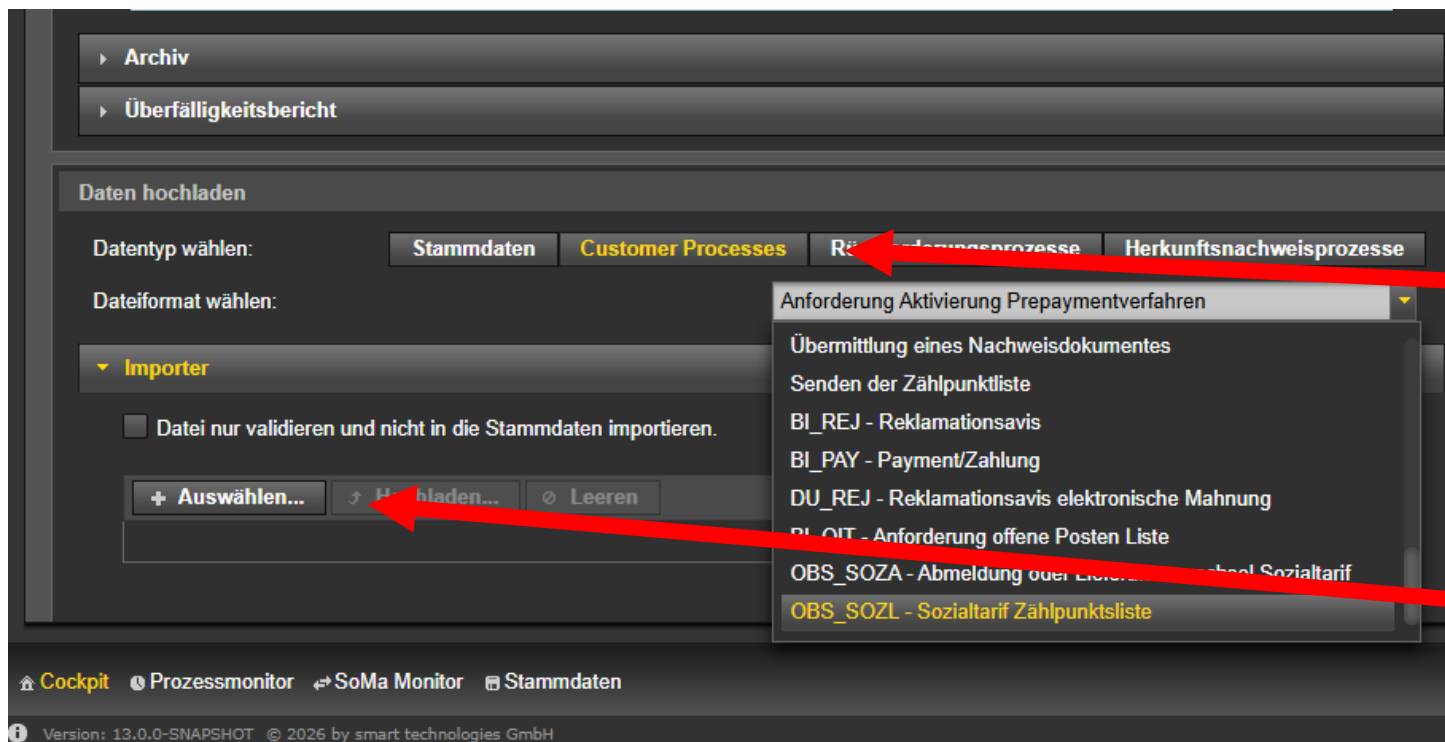 Archiv
Überfälligkeitsbericht
Daten hochladen
Datentyp wählen: Stammdaten Customer Processes Herkunftsnachweisprozesse
Dateiformat wählen: Anforderung Aktivierung Prepaymentverfahren
Übermittlung eines Nachweisdokumentes
Importer
Senden der Zählpunktliste
Datei nur validieren und nicht in die Stammdaten importieren.
BI_REJ - Reklamationsavis
BI_PAY - Payment/Zahlung
+ Auswählen... Leeren
DU_REJ - Reklamationsavis elektronische Mahnung
BI_OIT - Anforderung offene Posten Liste
OBS_SOZA - Abmeldung oder Sozialtarif
OBS_SOZL - Sozialtarif Zählpunktsliste
Cockpit Prozessmonitor SoMa Monitor Stammdaten
Version: 13.0.0-SNAPSHOT © 2026 by smart technologies GmbH